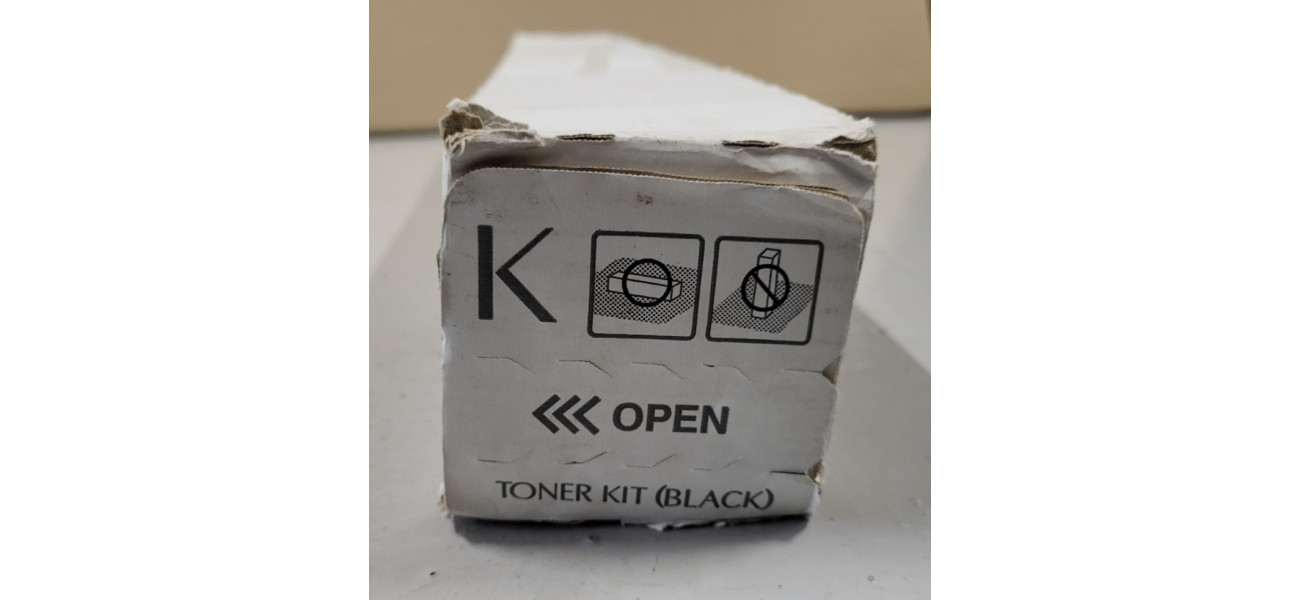 K
<<< OPEN
TONER KIT (BLACK)